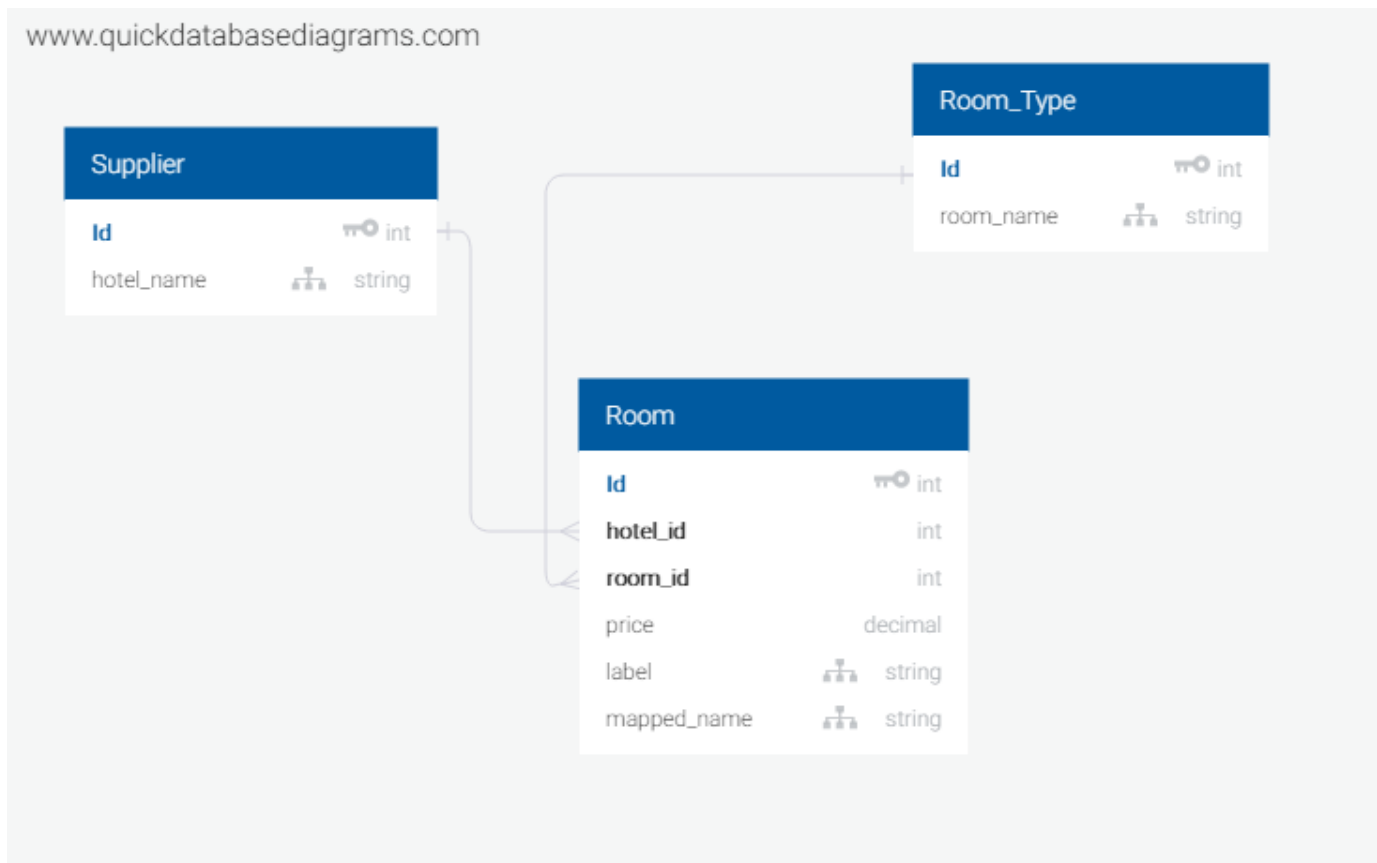 www.quickdatabasediagrams.com
Supplier
Id int
hotel_name string
Room_Type
Id int
room_name string
Room
Id int
hotel_id int
room_id int
price decimal
label string
mapped_name string